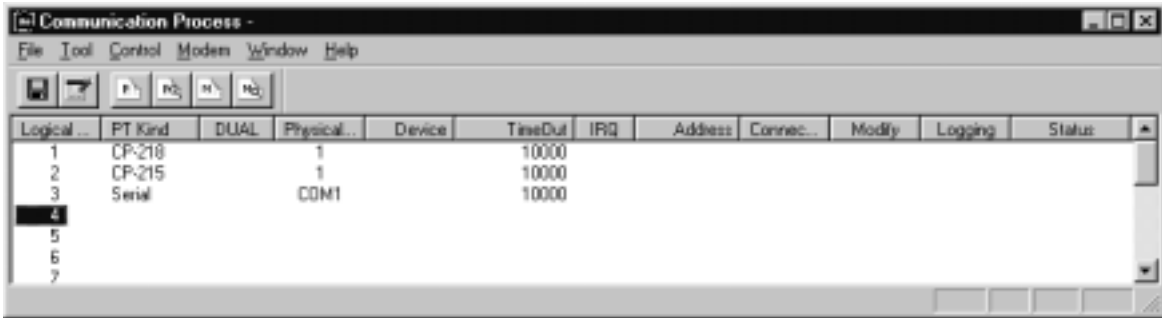 Communication Process -
File Tool Control Modem Window Help
Logical ... PT Kind DUAL Physical... Device TimeOut IRQ Address Connec... Modify Logging Status
1 CP-218 1 10000
2 CP-215 1 10000
3 Serial COM1 10000
4
5
6
7